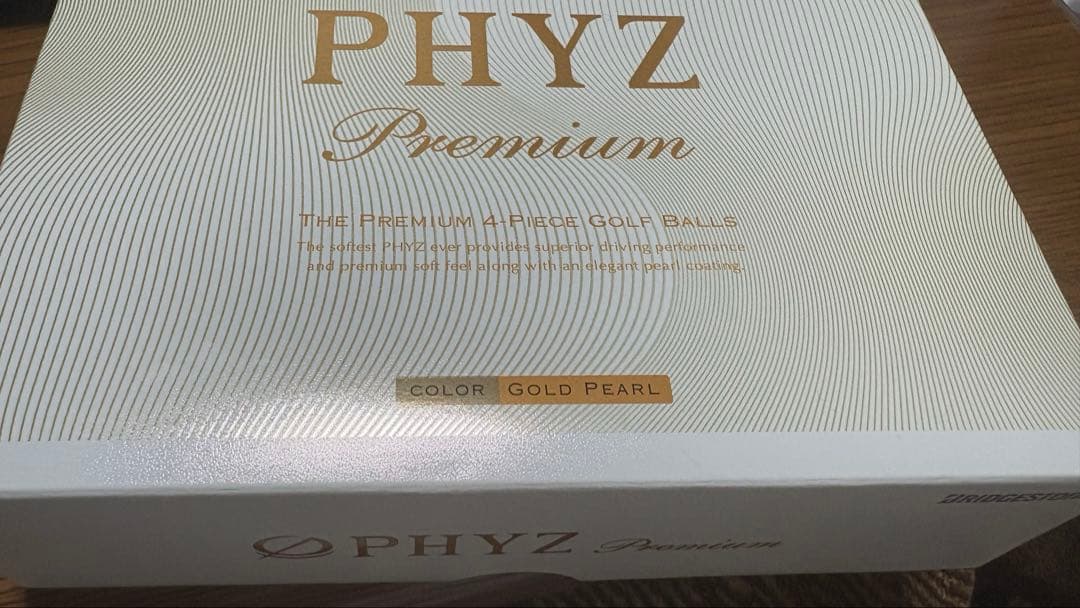 PHYZ
Premium
THE PREMIUM 4-PIECE GOLF BALLS
The softest PHYZ ever provides superior driving performance
and premium soft feel along with an elegant pearl coating.
COLOR GOLD PEARL
BRIDGESTON
PHYZ Premium